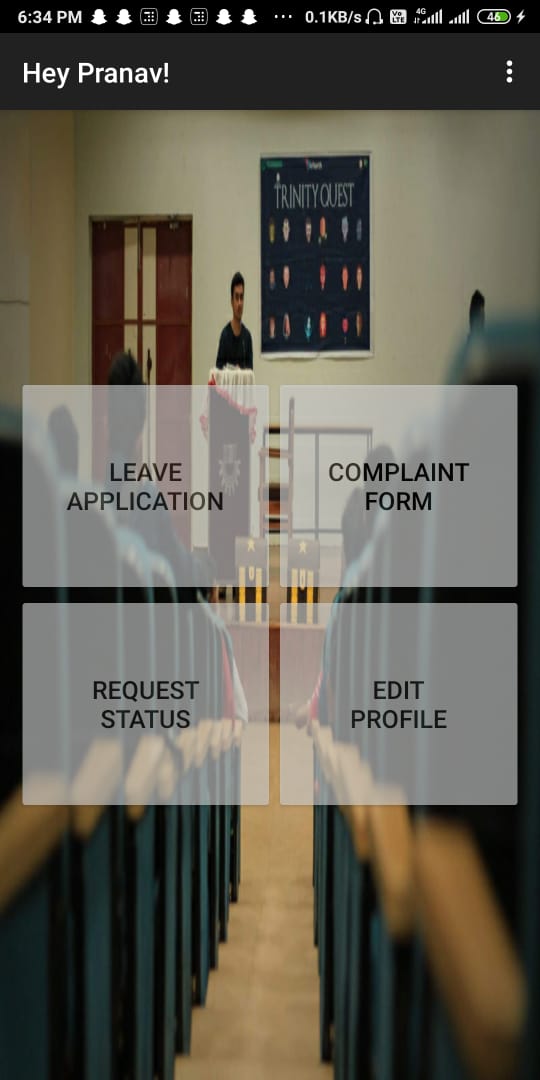 6:34 PM ... 0.1KB/s Vo LTE 4G 46
Hey Pranav!
TRINITY QUEST
LEAVE
APPLICATION
COMPLAINT
FORM
REQUEST
STATUS
EDIT
PROFILE